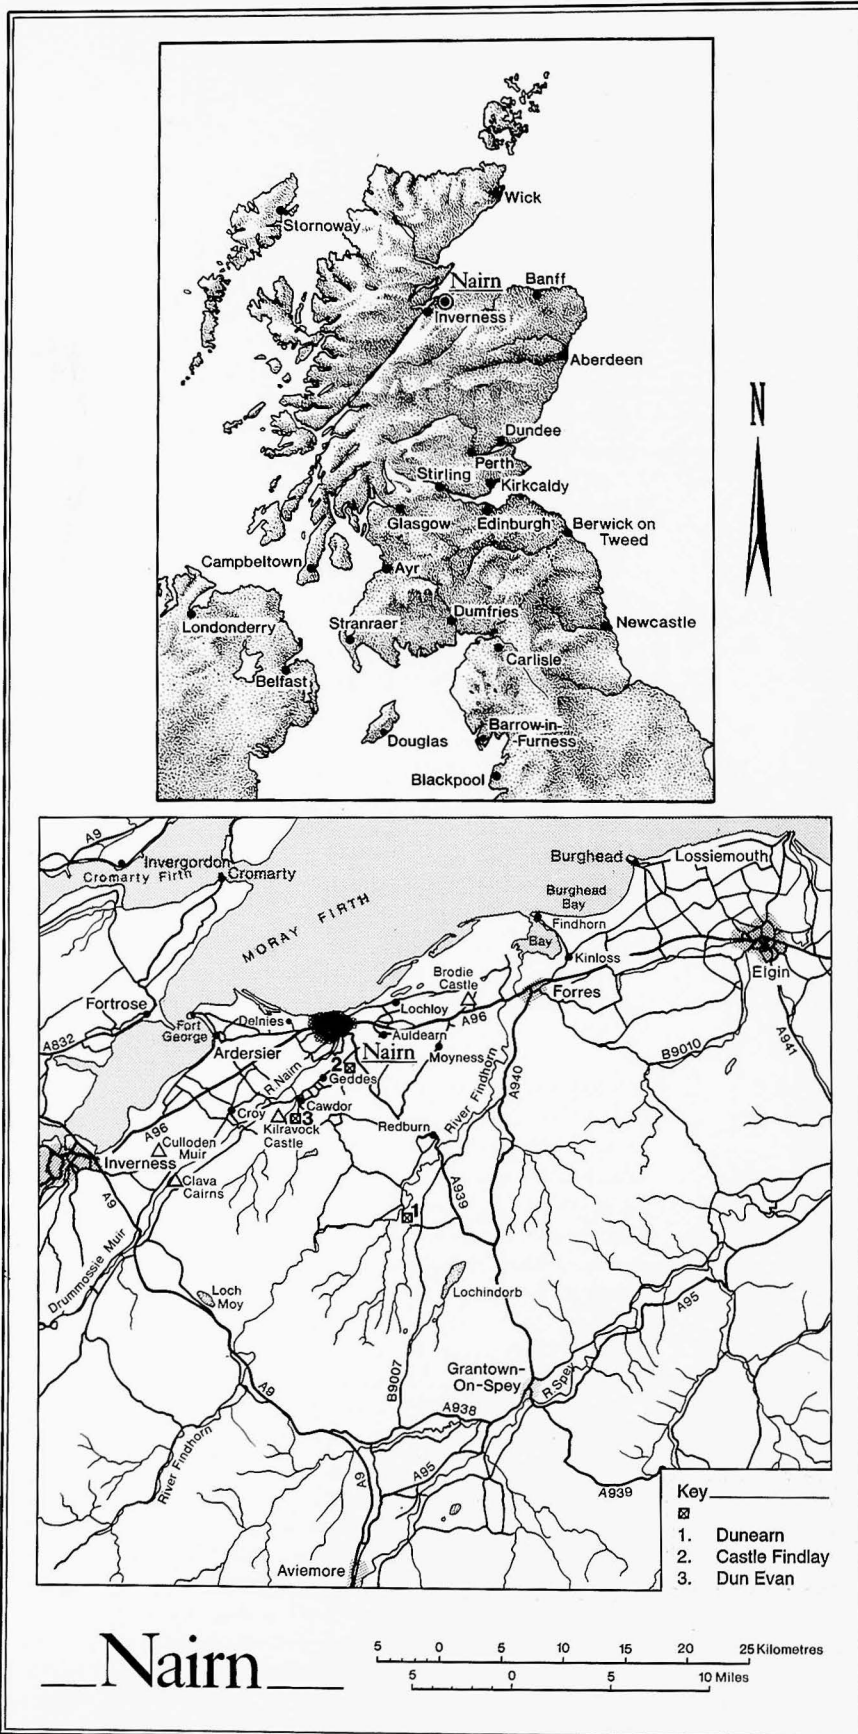 Wick
Stornoway
Nairn
Banff
Inverness
Aberdeen
Dundee
Perth
Stirling
Kirkcaldy
Glasgow
Edinburgh
Berwick on
Tweed
Campbeltown
Ayr
Londonderry
Stranraer
Dumfries
Newcastle
Carlisle
Belfast
Barrow-in-
-Furness
Douglas
Blackpool
N
A9
Invergordon
Cromarty Firth
Cromarty
MORAY FIRTH
Burghead
Lossiemouth
Burghead
Bay
Findhorn
Bay
Kinloss
Elgin
Brodie
Castle
Forres
Fortrose
Fort
George
Delnies
Lochloy
A96
A832
Ardersier
Auldearn
Nairn
Moyness
A941
B9010
R.Nairn
2
Geddes
River Findhorn
A940
Croy
3
Cawdor
Kilravock
Castle
Redburn
A96
Culloden
Muir
Inverness
Clava
Cairns
A9
A939
1
Drummossie Muir
Loch
Moy
Lochindorb
A95
Grantown-
On-Spey
R.Spey
B9007
A9
A938
River Findhorn
A9
A95
A939
Aviemore
Key
1. Dunearn
2. Castle Findlay
3. Dun Evan
Nairn
5 0 5 10 15 20 25 Kilometres
5 0 10 Miles